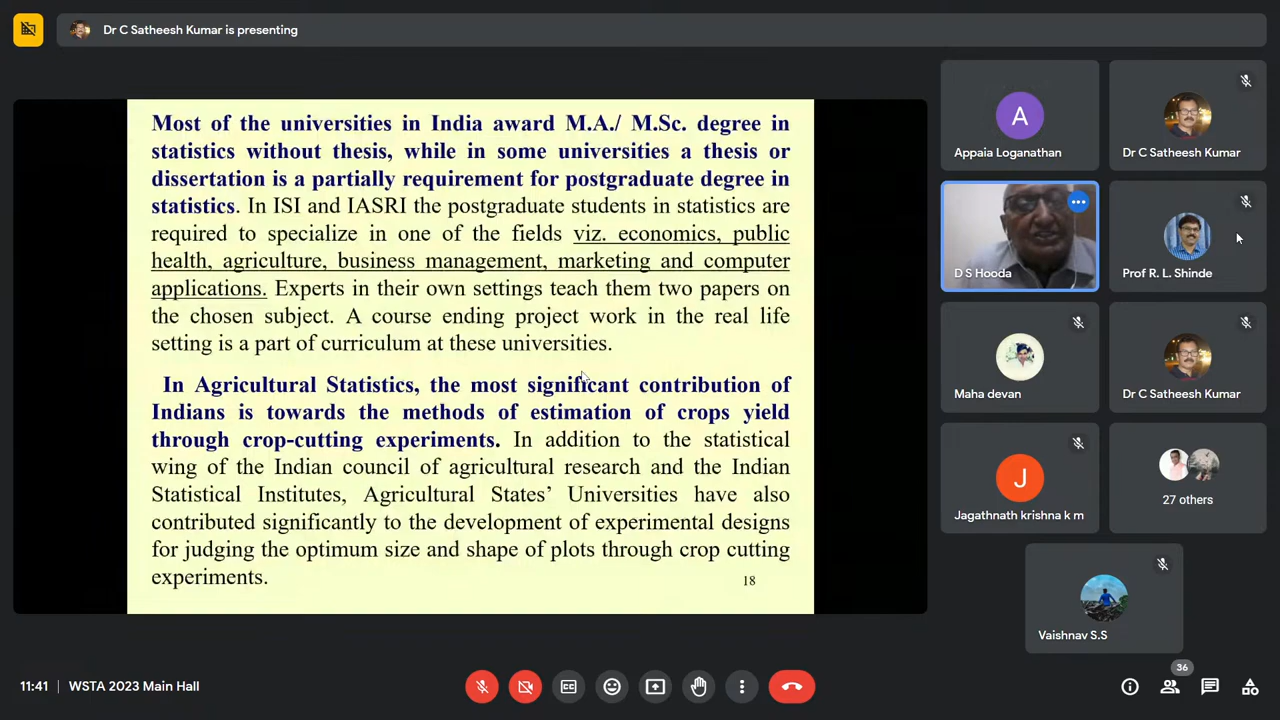 Dr C Satheesh Kumar is presenting
Most of the universities in India award M.A./ M.Sc. degree in
statistics without thesis, while in some universities a thesis or
dissertation is a partially requirement for postgraduate degree in
statistics. In ISI and IASRI the postgraduate students in statistics are
required to specialize in one of the fields viz. economics, public
health, agriculture, business management, marketing and computer
applications. Experts in their own settings teach them two papers on
the chosen subject. A course ending project work in the real life
setting is a part of curriculum at these universities.
In Agricultural Statistics, the most significant contribution of
Indians is towards the methods of estimation of crops yield
through crop-cutting experiments. In addition to the statistical
wing of the Indian council of agricultural research and the Indian
Statistical Institutes, Agricultural States’ Universities have also
contributed significantly to the development of experimental designs
for judging the optimum size and shape of plots through crop cutting
experiments.
18
A
Appaia Loganathan
Dr C Satheesh Kumar
D S Hooda
Prof R. L. Shinde
Maha devan
Dr C Satheesh Kumar
J
Jagathnath krishna k m
27 others
Vaishnav S.S
11:41 | WSTA 2023 Main Hall
CC
36